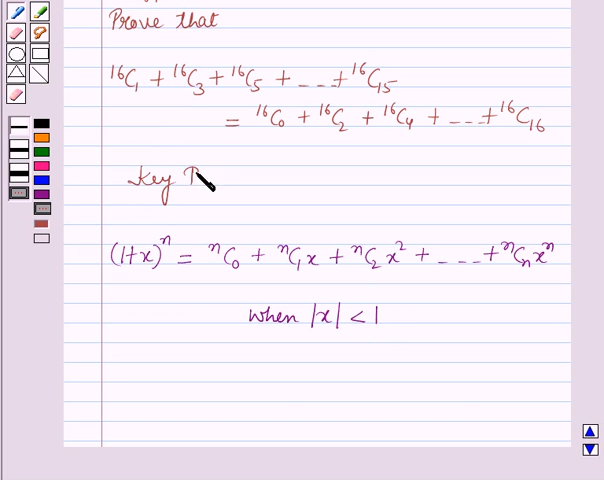 Prove that
¹⁶C₁ + ¹⁶C₃ + ¹⁶C₅ + ---+ ¹⁶C₁₅
= ¹⁶C₀ + ¹⁶C₂ + ¹⁶C₄ + ---+ ¹⁶C₁₆
Key
(1+x)ⁿ = ⁿC₀ + ⁿC₁x + ⁿC₂x² + ---- + ⁿCₙxⁿ
when |x| < 1